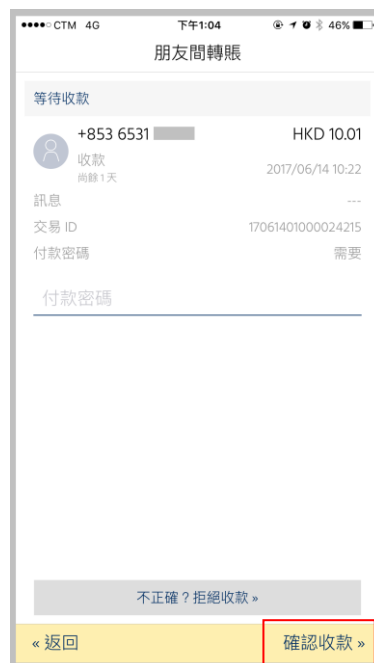 CTM 4G 下午1:04 46%
朋友間轉賬
等待收款
+853 6531 HKD 10.01
收款 2017/06/14 10:22
尚餘1天
訊息 ---
交易 ID 17061401000024215
付款密碼 需要
付款密碼
不正確？拒絕收款 »
« 返回 確認收款 »